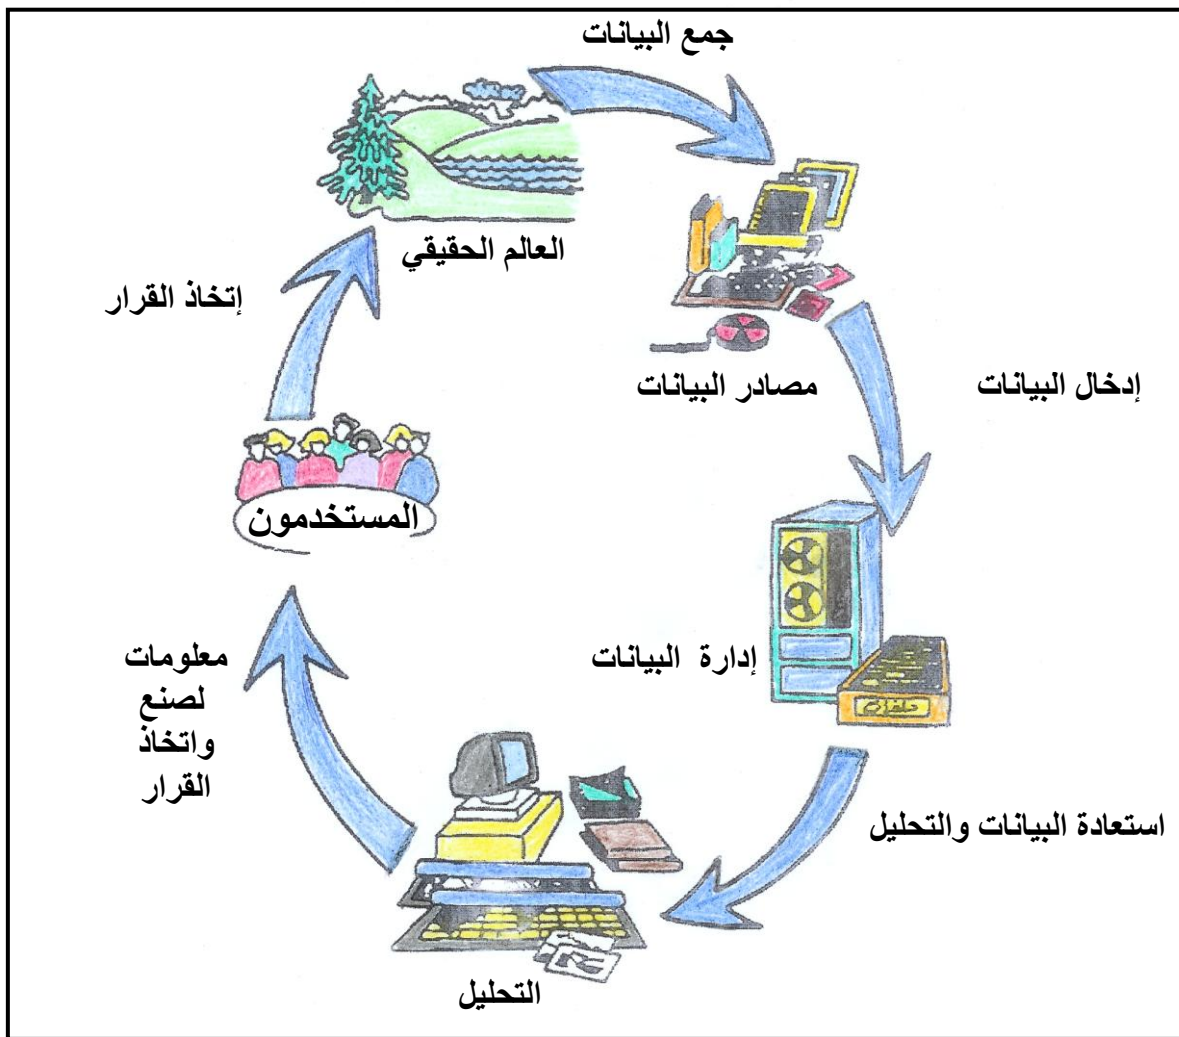 جمع البيانات
العالم الحقيقي
إتخاذ القرار
مصادر البيانات
إدخال البيانات
المستخدمون
إدارة البيانات
ملفات
معلومات
لصنع
واتخاذ
القرار
استعادة البيانات والتحليل
التحليل